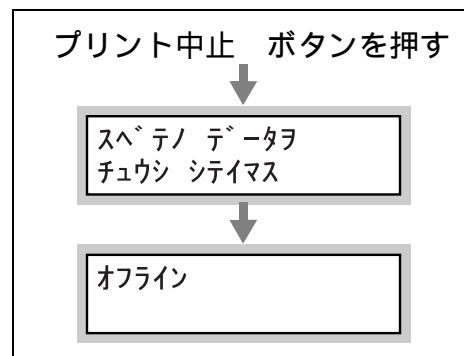 プリント中止　ボタンを押す
スベテノ データヲ
チュウシ シテイマス
オフライン